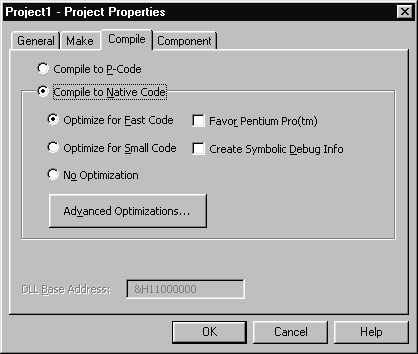 Project1 - Project Properties
General Make Compile Component
Compile to P-Code
Compile to Native Code
Optimize for Fast Code Favor Pentium Pro(tm)
Optimize for Small Code Create Symbolic Debug Info
No Optimization
Advanced Optimizations...
DLL Base Address: &H11000000
OK Cancel Help